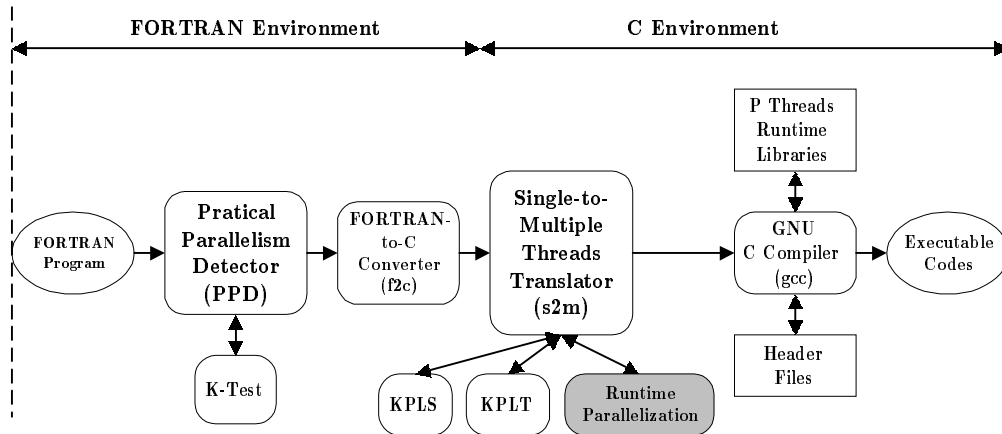 FORTRAN Environment
C Environment
FORTRAN
Program
Pratical
Parallelism
Detector
(PPD)
K-Test
FORTRAN-
to-C
Converter
(f2c)
Single-to-
Multiple
Threads
Translator
(s2m)
KPLS
KPLT
Runtime
Parallelization
P Threads
Runtime
Libraries
GNU
C Compiler
(gcc)
Header
Files
Executable
Codes